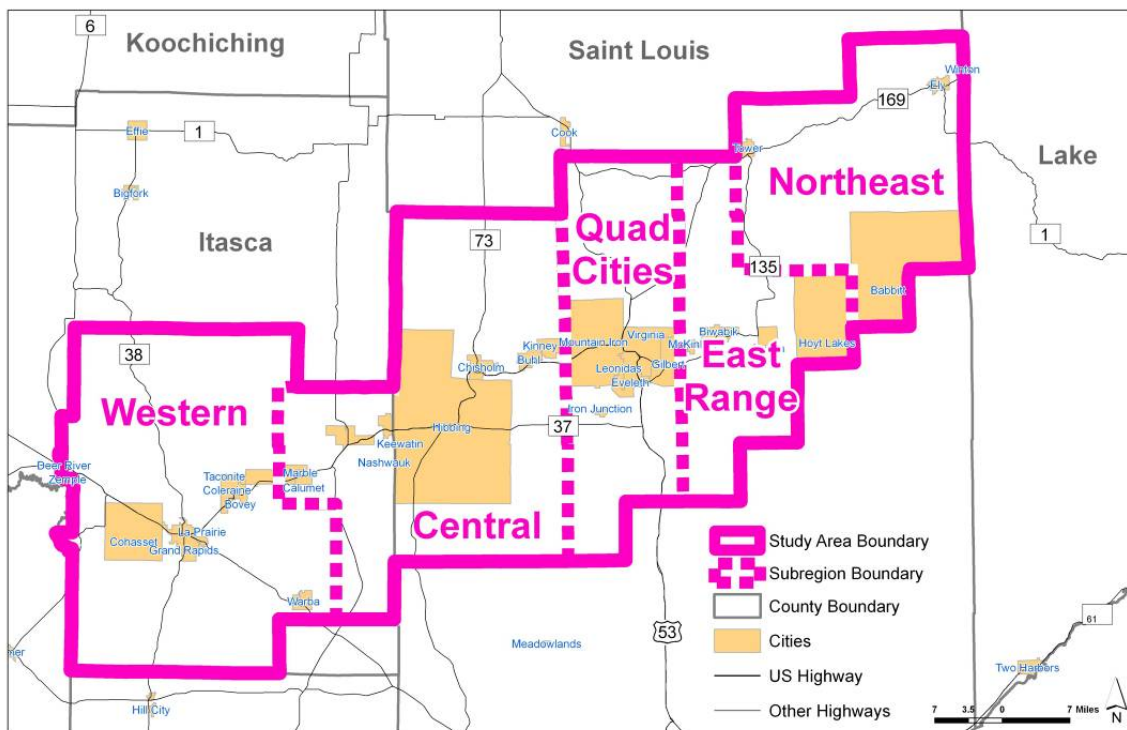 6
Koochiching
Saint Louis
Winton
Ely
169
Effie
1
Cook
Tower
Lake
Northeast
Bigfork
Quad
Cities
Itasca
73
1
135
Babbitt
38
Virginia
Biwabik
Kinney
Mountain Iron
McKinl
Hoyt Lakes
Buhl
Chisholm
Leonidas
Gilbert
East
Range
Eveleth
Western
Iron Junction
37
Hibbing
Keewatin
Nashwauk
Deer River
Zemple
Taconite
Marble
Coleraine
Calumet
Bovey
Central
La Prairie
Cohasset
Grand Rapids
Study Area Boundary
Subregion Boundary
Warba
County Boundary
53
Meadowlands
Cities
61
US Highway
Two Harbors
Hill City
Other Highways
7 3.5 0 7 Miles
N